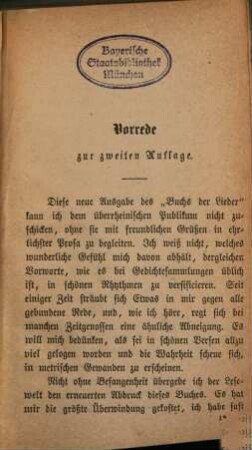 Bayerische
Staatsbibliothek
München
Vorrede
zur zweiten Auflage.
Diese neue Ausgabe des „Buchs der Lieder“
kann ich dem überrheinischen Publikum nicht zu-
schicken, ohne sie mit freundlichen Grüßen in ehr-
lichster Prosa zu begleiten. Ich weiß nicht, welches
wunderliche Gefühl mich davon abhält, dergleichen
Vorworte, wie es bei Gedichtesammlungen üblich
ist, in schönen Rhythmen zu versificieren. Seit
einiger Zeit sträubt sich Etwas in mir gegen alle
gebundene Rede, und, wie ich höre, regt sich bei
manchen Zeitgenossen eine ähnliche Abneigung. Es
will mich bedünken, als sei in schönen Versen allzu
viel gelogen worden und die Wahrheit scheue sich,
in metrischen Gewanden zu erscheinen.
Nicht ohne Befangenheit übergebe ich der Lese-
welt den erneuerten Abdruck dieses Buches. Es hat
mir die größte Überwindung gekostet, ich habe fast
1*